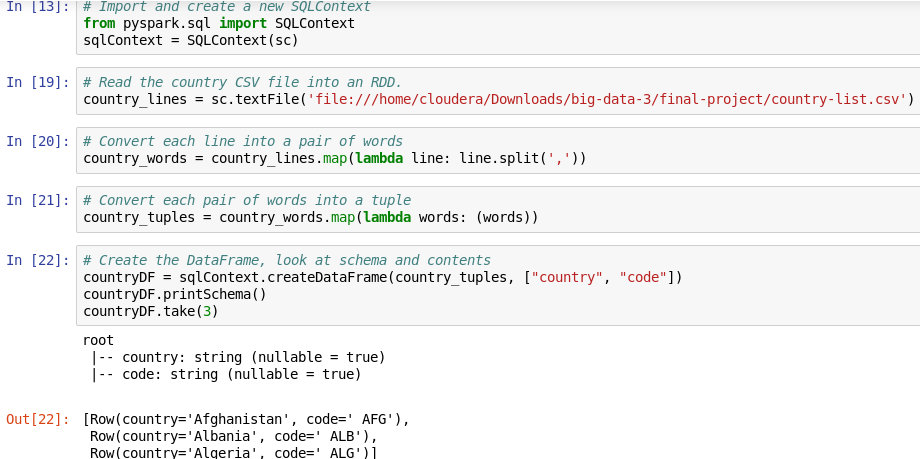 In [13]: # Import and create a new SQLContext
from pyspark.sql import SQLContext
sqlContext = SQLContext(sc)
In [19]: # Read the country CSV file into an RDD.
country_lines = sc.textFile('file:///home/cloudera/Downloads/big-data-3/final-project/country-list.csv')
In [20]: # Convert each line into a pair of words
country_words = country_lines.map(lambda line: line.split(','))
In [21]: # Convert each pair of words into a tuple
country_tuples = country_words.map(lambda words: (words))
In [22]: # Create the DataFrame, look at schema and contents
countryDF = sqlContext.createDataFrame(country_tuples, ["country", "code"])
countryDF.printSchema()
countryDF.take(3)
root
 |-- country: string (nullable = true)
 |-- code: string (nullable = true)
Out[22]: [Row(country='Afghanistan', code=' AFG'),
 Row(country='Albania', code=' ALB'),
 Row(country='Algeria', code=' ALG')]